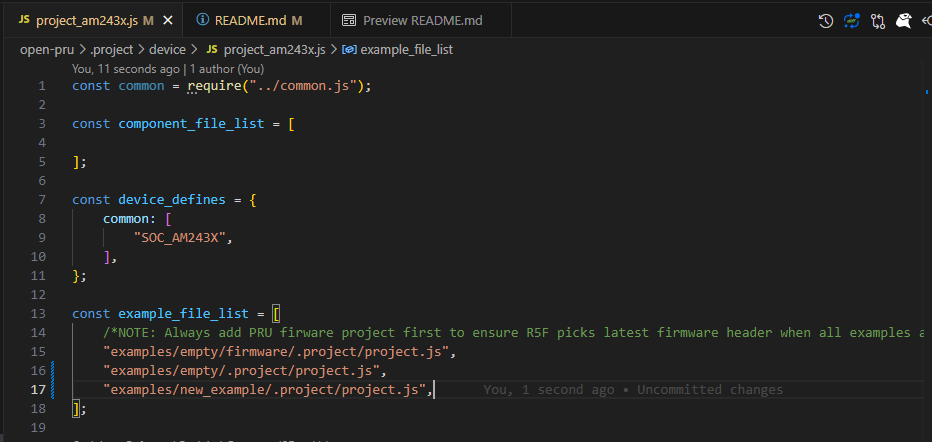 JS project_am243x.js M
README.md M
Preview README.md
open-pru > .project > device > JS project_am243x.js > example_file_list
You, 11 seconds ago | 1 author (You)
1 const common = require("../common.js");
2
3 const component_file_list = [
4
5 ];
6
7 const device_defines = {
8 common: [
9 "SOC_AM243X",
10 ],
11 };
12
13 const example_file_list = [
14 /*NOTE: Always add PRU firware project first to ensure R5F picks latest firmware header when all examples a
15 "examples/empty/firmware/.project/project.js",
16 "examples/empty/.project/project.js",
17 "examples/new_example/.project/project.js", You, 1 second ago • Uncommitted changes
18 ];
19